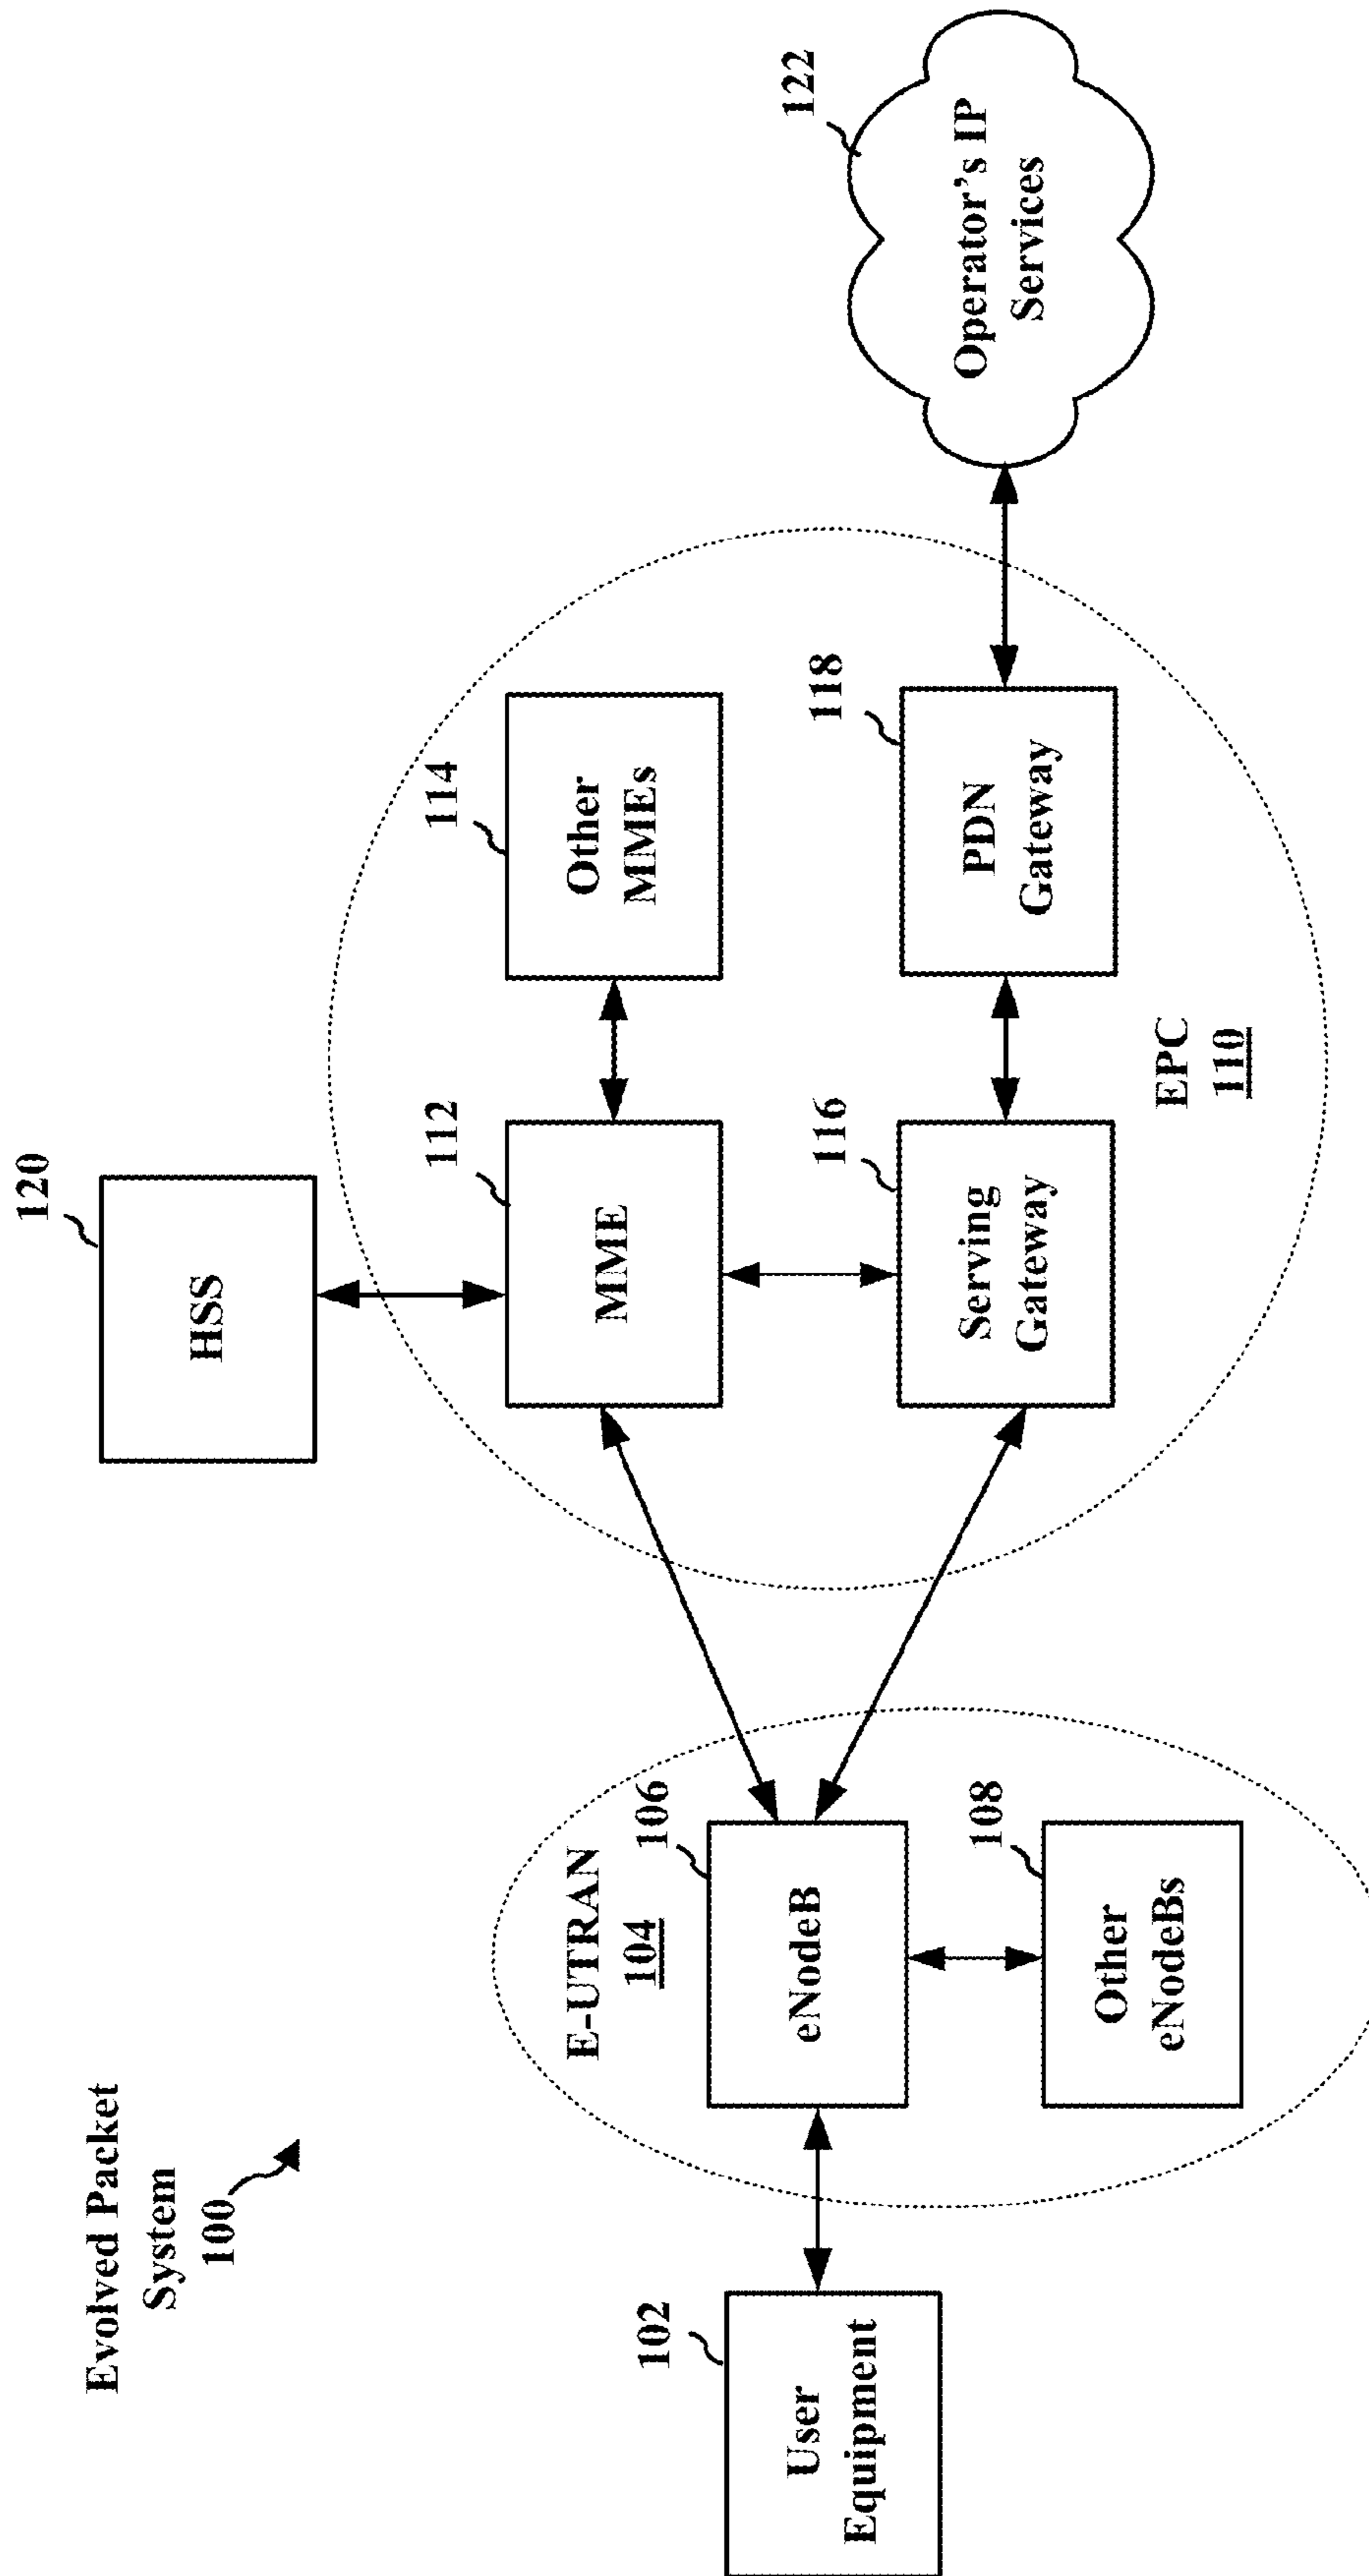 Evolved Packet
System
100
120
HSS
112
MME
114
Other
MMEs
122
Operator's IP
Services
E-UTRAN
104
106
eNodeB
102
User
Equipment
116
Serving
Gateway
118
PDN
Gateway
108
Other
eNodeBs
EPC
110